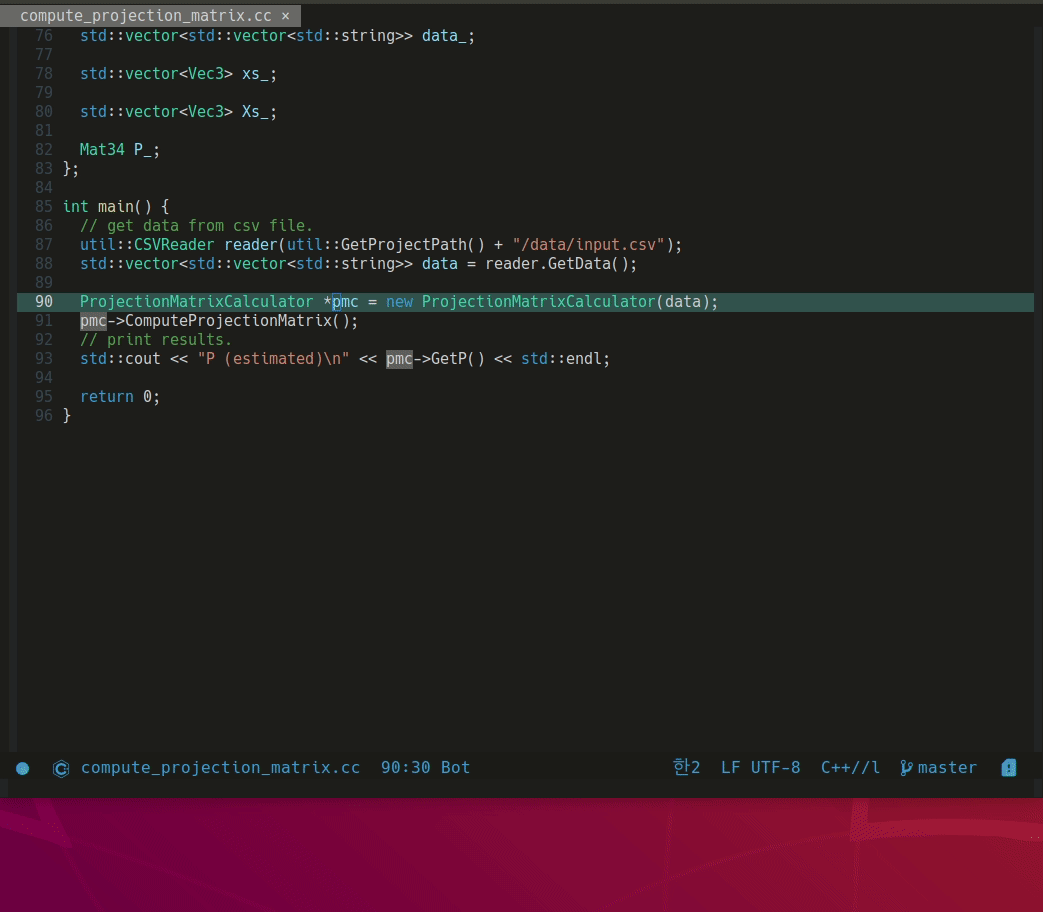 compute_projection_matrix.cc ×
76 std::vector<std::vector<std::string>> data_;
77
78 std::vector<Vec3> xs_;
79
80 std::vector<Vec3> Xs_;
81
82 Mat34 P_;
83 };
84
85 int main() {
86 // get data from csv file.
87 util::CSVReader reader(util::GetProjectPath() + "/data/input.csv");
88 std::vector<std::vector<std::string>> data = reader.GetData();
89
90 ProjectionMatrixCalculator *pmc = new ProjectionMatrixCalculator(data);
91 pmc->ComputeProjectionMatrix();
92 // print results.
93 std::cout << "P (estimated)\n" << pmc->GetP() << std::endl;
94
95 return 0;
96 }
compute_projection_matrix.cc 90:30 Bot 한2 LF UTF-8 C++//l master